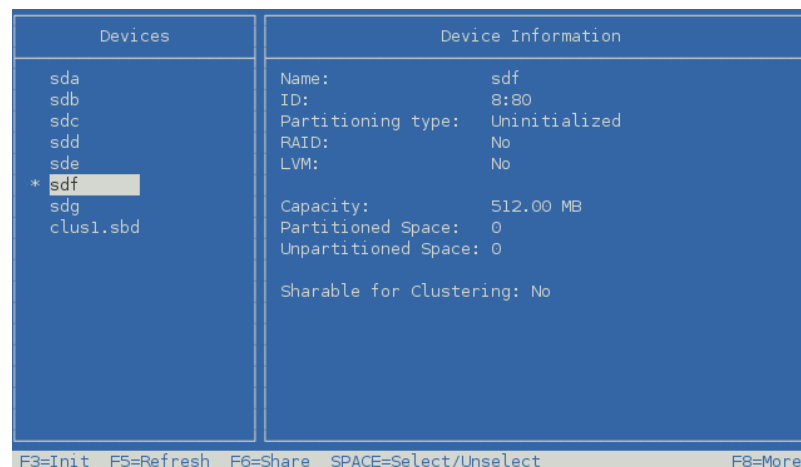 Devices
sda
sdb
sdc
sdd
sde
* sdf
sdg
clus1.sbd
Device Information
Name: sdf
ID: 8:80
Partitioning type: Uninitialized
RAID: No
LVM: No
Capacity: 512.00 MB
Partitioned Space: 0
Unpartitioned Space: 0
Sharable for Clustering: No
F3=Init F5=Refresh F6=Share SPACE=Select/Unselect F8=More